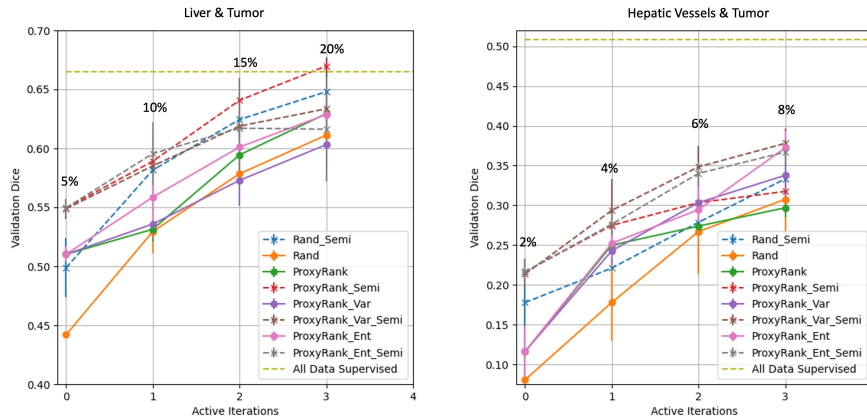 Liver & Tumor
0.70
0.65
0.60
0.55
0.50
0.45
0.40
Validation Dice
5%
10%
15%
20%
Rand_Semi
Rand
ProxyRank
ProxyRank_Semi
ProxyRank_Var
ProxyRank_Var_Semi
ProxyRank_Ent
ProxyRank_Ent_Semi
All Data Supervised
0 1 2 3 4
Active Iterations
Hepatic Vessels & Tumor
0.50
0.45
0.40
0.35
0.30
0.25
0.20
0.15
0.10
Validation Dice
2%
4%
6%
8%
Rand_Semi
Rand
ProxyRank
ProxyRank_Semi
ProxyRank_Var
ProxyRank_Var_Semi
ProxyRank_Ent
ProxyRank_Ent_Semi
All Data Supervised
0 1 2 3
Active Iterations